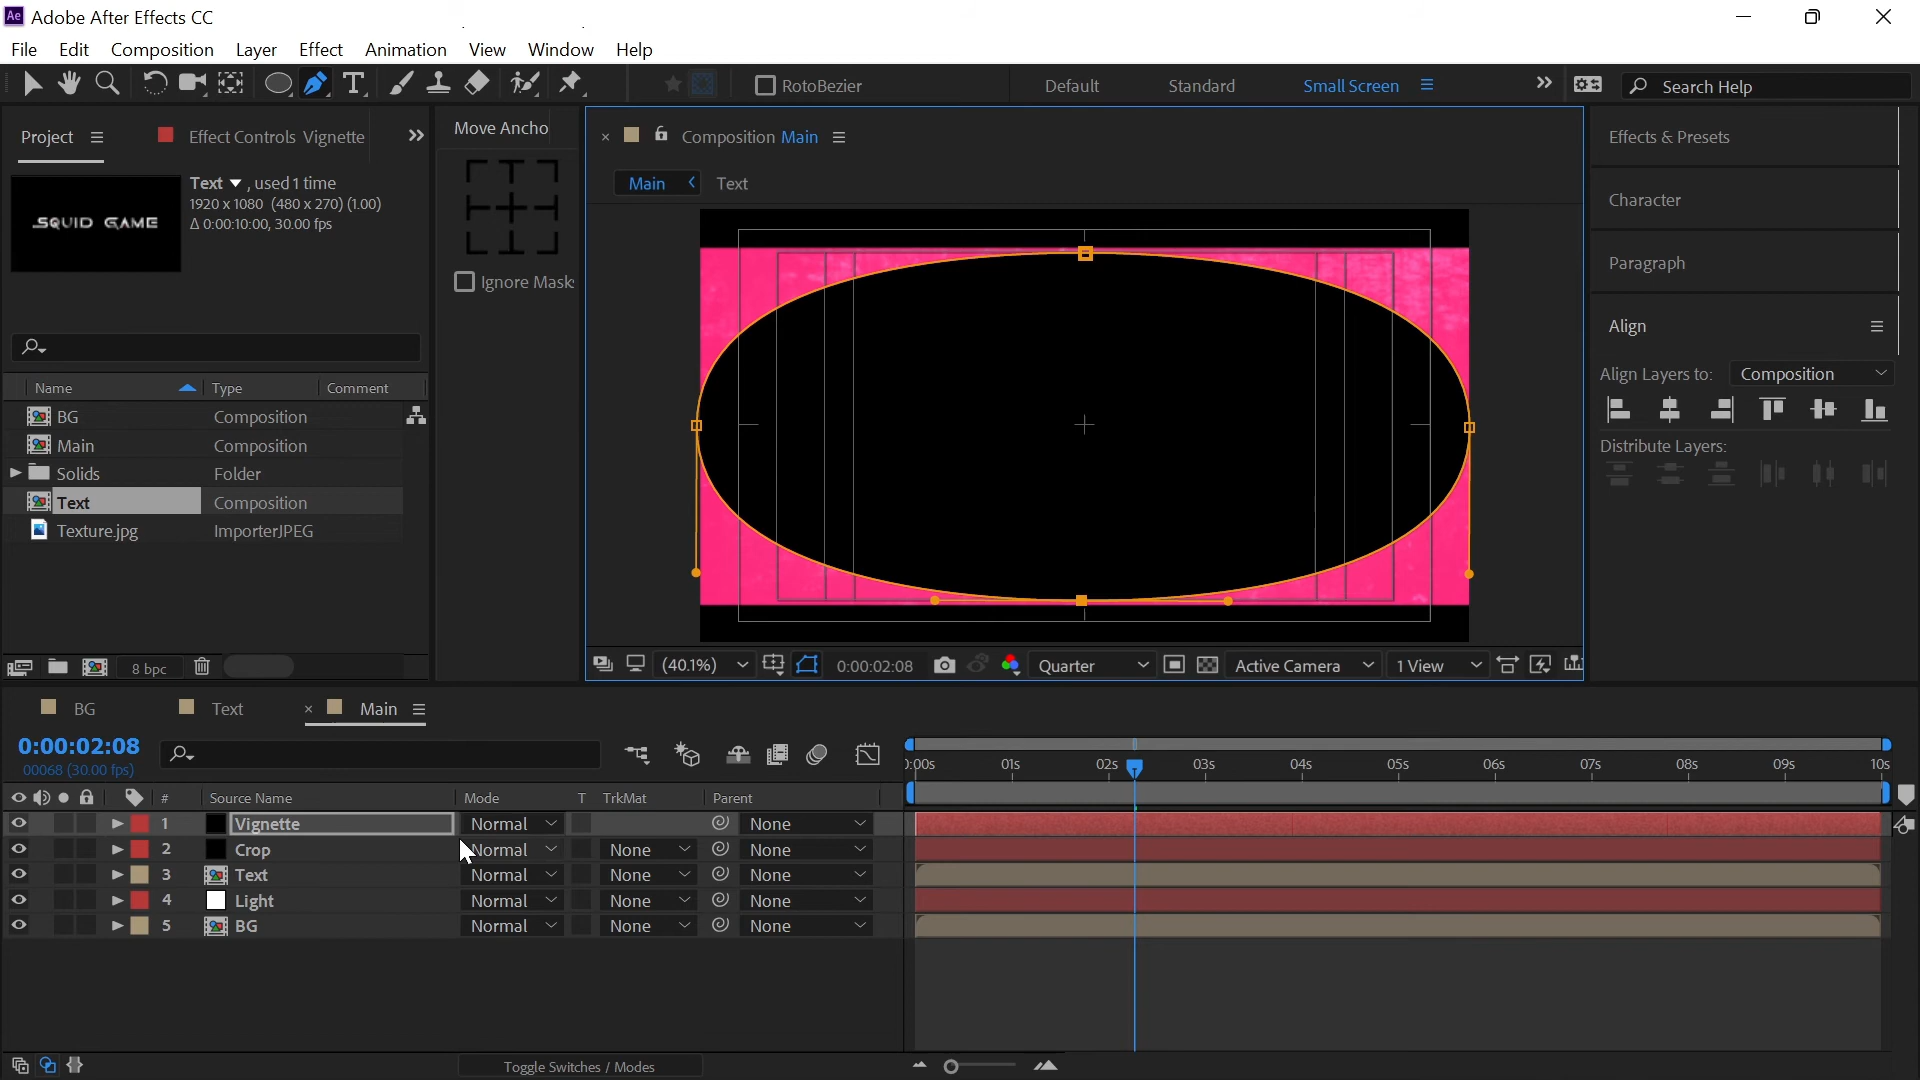 Ae Adobe After Effects CC
File Edit Composition Layer Effect Animation View Window Help
T RotoBezier Default Standard Small Screen Search Help
Project Effect Controls Vignette
Text , used 1 time
1920 x 1080 (480 x 270) (1.00)
Δ 0:00:10:00, 30.00 fps
SQUID GAME
Name Type Comment
BG Composition
Main Composition
Solids Folder
Text Composition
Texture.jpg ImporterJPEG
8 bpc
Move Ancho
Ignore Mask
Composition Main
Main Text
(40.1%) 0:00:02:08 Quarter Active Camera 1 View
Effects & Presets
Character
Paragraph
Align
Align Layers to: Composition
Distribute Layers:
BG Text Main
0:00:02:08
00068 (30.00 fps)
):00s 01s 02s 03s 04s 05s 06s 07s 08s 09s 10s
# Source Name Mode T TrkMat Parent
1 Vignette Normal None
2 Crop Normal None None
3 Text Normal None None
4 Light Normal None None
5 BG Normal None None
Toggle Switches / Modes